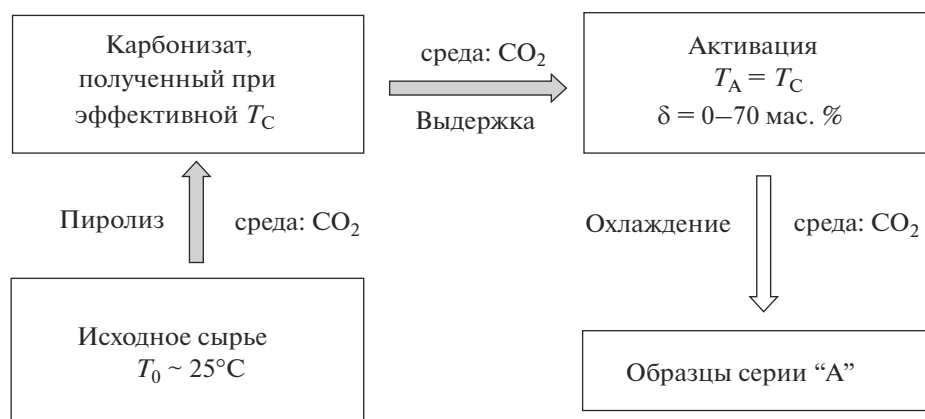 Карбонизат,
полученный при
эффективной T_C
среда: CO₂
Выдержка
Активация
T_A = T_C
δ = 0–70 мас. %
Пиролиз
среда: CO₂
Охлаждение
среда: CO₂
Исходное сырье
T₀ ~ 25°C
Образцы серии “А”